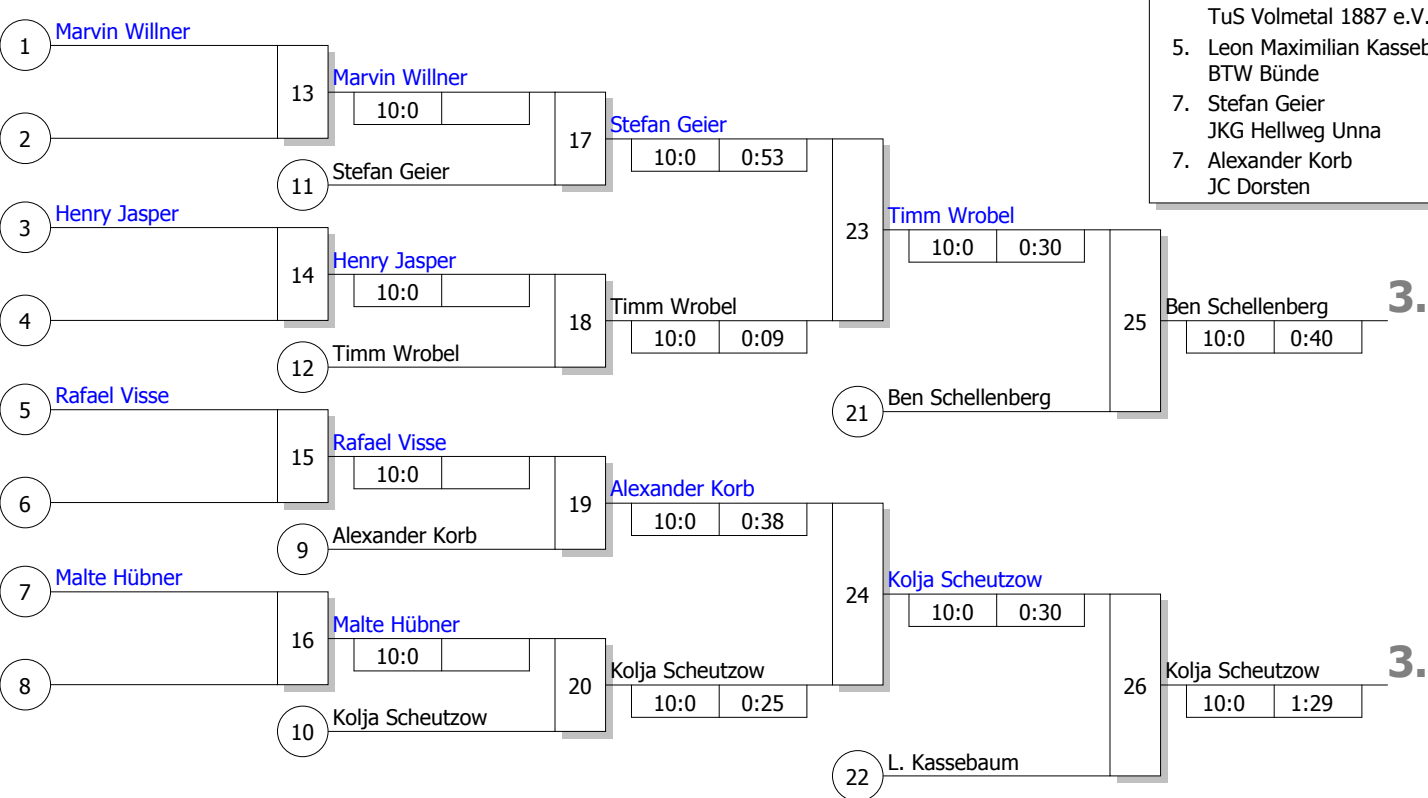 TuS Volmetal 1887 e.V.
5. Leon Maximilian
BTW Bünde
7. Stefan Geier
JKG Hellweg Unna
7. Alexander Korb
JC Dorsten
1 Marvin Willner
2
13 Marvin Willner
10:0
11 Stefan Geier
17 Stefan Geier
10:0 0:53
3 Henry Jasper
4
14 Henry Jasper
10:0
12 Timm Wrobel
18 Timm Wrobel
10:0 0:09
23 Timm Wrobel
10:0 0:30
21 Ben Schellenberg
25 Ben Schellenberg 3.
10:0 0:40
5 Rafael Visse
6
15 Rafael Visse
10:0
9 Alexander Korb
19 Alexander Korb
10:0 0:38
7 Malte Hübner
8
16 Malte Hübner
10:0
10 Kolja Scheutzow
20 Kolja Scheutzow
10:0 0:25
24 Kolja Scheutzow
10:0 0:30
22 L. Kassebaum
26 Kolja Scheutzow 3.
10:0 1:29